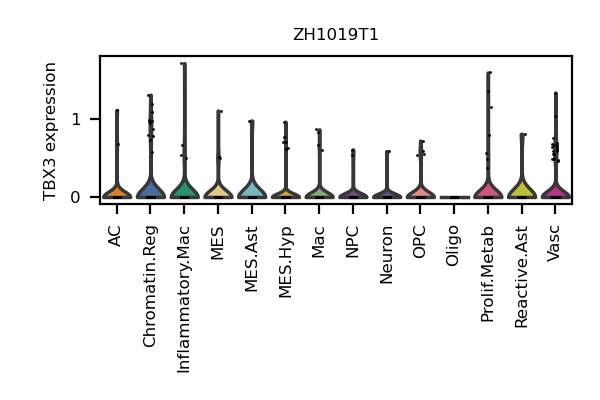 ZH1019T1
TBX3 expression
1
0
AC
Chromatin.Reg
Inflammatory.Mac
MES
MES.Ast
MES.Hyp
Mac
NPC
Neuron
OPC
Oligo
Prolif.Metab
Reactive.Ast
Vasc